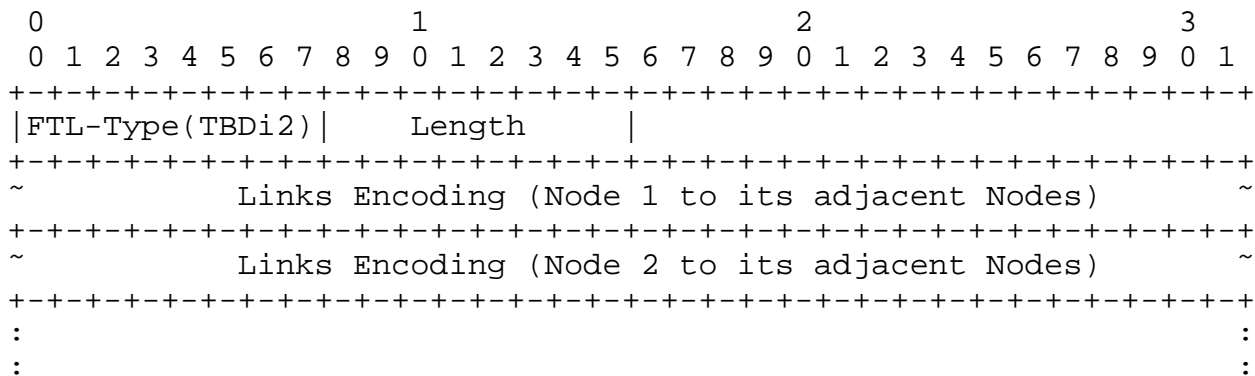 0                   1                   2                   3
 0 1 2 3 4 5 6 7 8 9 0 1 2 3 4 5 6 7 8 9 0 1 2 3 4 5 6 7 8 9 0 1
+-+-+-+-+-+-+-+-+-+-+-+-+-+-+-+-+-+-+-+-+-+-+-+-+-+-+-+-+-+-+-+-+
|FTL-Type(TBDi2)|    Length     |
+-+-+-+-+-+-+-+-+-+-+-+-+-+-+-+-+-+-+-+-+-+-+-+-+-+-+-+-+-+-+-+-+
~           Links Encoding (Node 1 to its adjacent Nodes)       ~
+-+-+-+-+-+-+-+-+-+-+-+-+-+-+-+-+-+-+-+-+-+-+-+-+-+-+-+-+-+-+-+-+
~           Links Encoding (Node 2 to its adjacent Nodes)       ~
+-+-+-+-+-+-+-+-+-+-+-+-+-+-+-+-+-+-+-+-+-+-+-+-+-+-+-+-+-+-+-+-+
:                                                               :
:                                                               :